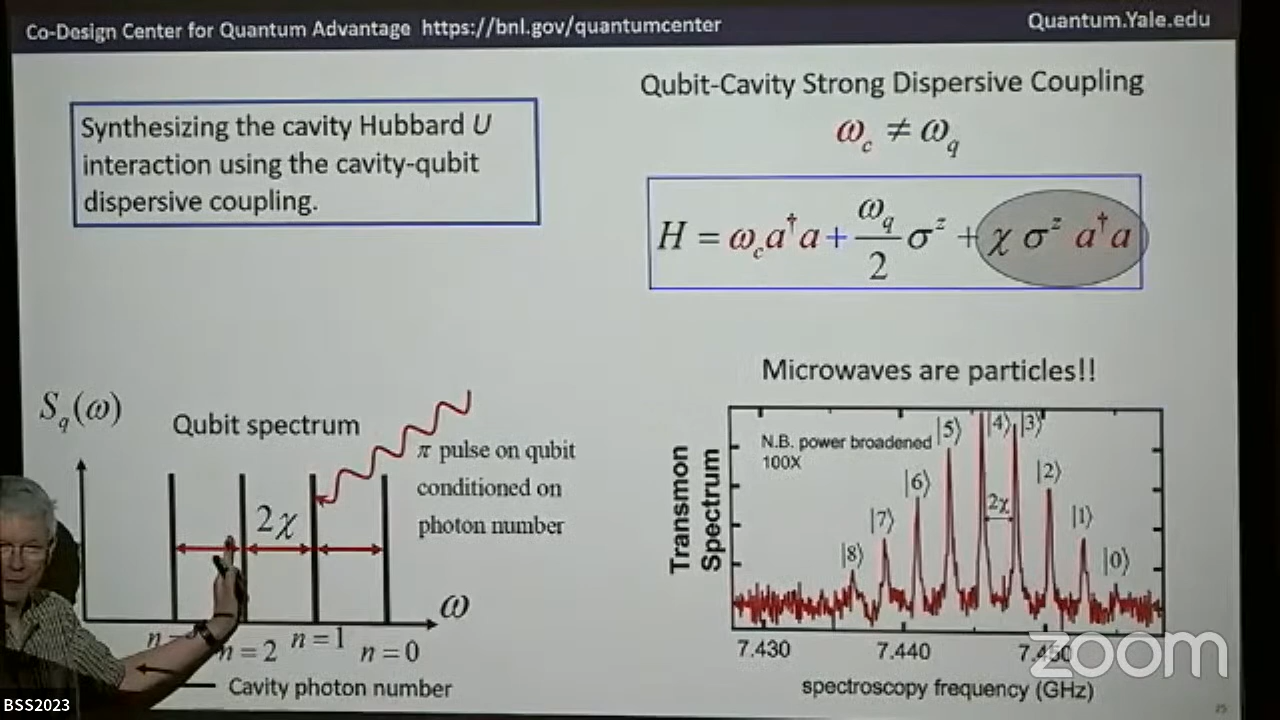 Co-Design Center for Quantum Advantage https://bnl.gov/quantumcenter
Quantum.Yale.edu
Synthesizing the cavity Hubbard U
interaction using the cavity-qubit
dispersive coupling.
Qubit-Cavity Strong Dispersive Coupling
ω_c ≠ ω_q
H = ω_c a†a + ω_q/2 σ^z + χ σ^z a†a
S_q(ω)
Qubit spectrum
π pulse on qubit
conditioned on
photon number
2χ
ω
n = 2
n = 1
n = 0
Cavity photon number
Microwaves are particles!!
Transmon
Spectrum
N.B. power broadened
100X
|8⟩
|7⟩
|6⟩
|5⟩
|4⟩
|3⟩
|2⟩
|1⟩
|0⟩
2χ
7.430
7.440
7.450
spectroscopy frequency (GHz)
zoom
BSS2023